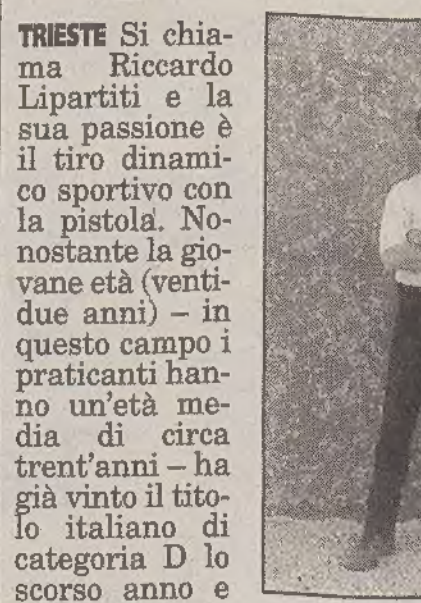 TRIESTE Si chia-
ma Riccardo
Lipartiti e la
sua passione è
il tiro dinami-
co sportivo con
la pistola. No-
nostante la gio-
vane età (venti-
due anni) – in
questo campo i
praticanti han-
no un'età me-
dia di circa
trent'anni – ha
già vinto il tito-
lo italiano di
categoria D lo
scorso anno e